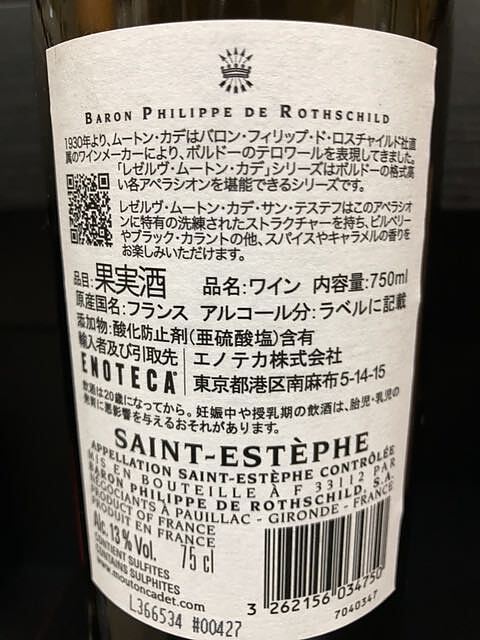 BARON PHILIPPE DE ROTHSCHILD
1930年より、ムートン・カデはバロン・フィリップ・ド・ロスチャイルド社直
属のワインメーカーにより、ボルドーのテロワールを表現してきました。
「レゼルヴ・ムートン・カデ」シリーズはボルドーの格式高
い各アペラシオンを堪能できるシリーズです。
レゼルヴ・ムートン・カデ・サン・テステフはこのアペラシオ
ンに特有の洗練されたストラクチャーを持ち、ビルベリー
やブラック・カラントの他、スパイスやキャラメルの香りを
お楽しみいただけます。
品目:果実酒 品名:ワイン 内容量:750ml
原産国名:フランス アルコール分:ラベルに記載
添加物:酸化防止剤(亜硫酸塩)含有
輸入者及び引取先 エノテカ株式会社
ENOTECA 東京都港区南麻布5-14-15
飲酒は20歳になってから。妊娠中や授乳期の飲酒は、胎児・乳児の
発育に悪影響を与えるおそれがあります。
SAINT-ESTÈPHE
APPELLATION SAINT-ESTÈPHE CONTRÔLÉE
MIS EN BOUTEILLE À F 33112 PAR
BARON PHILIPPE DE ROTHSCHILD, S.A.
NÉGOCIANTS À PAUILLAC - GIRONDE - FRANCE
PRODUCT OF FRANCE
PRODUIT EN FRANCE
Alc. 13% Vol. 75 cl
CONTIENT SULFITES
CONTAINS SULPHITES
www.moutoncadet.com
L366534 #00427
3 262156 034750
7040347